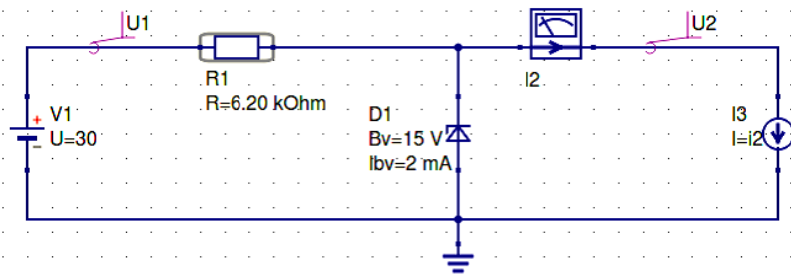 U1
U2
R1
R=6.20 kOhm
I2
V1
U=30
D1
Bv=15 V
Ibv=2 mA
I3
I=i2